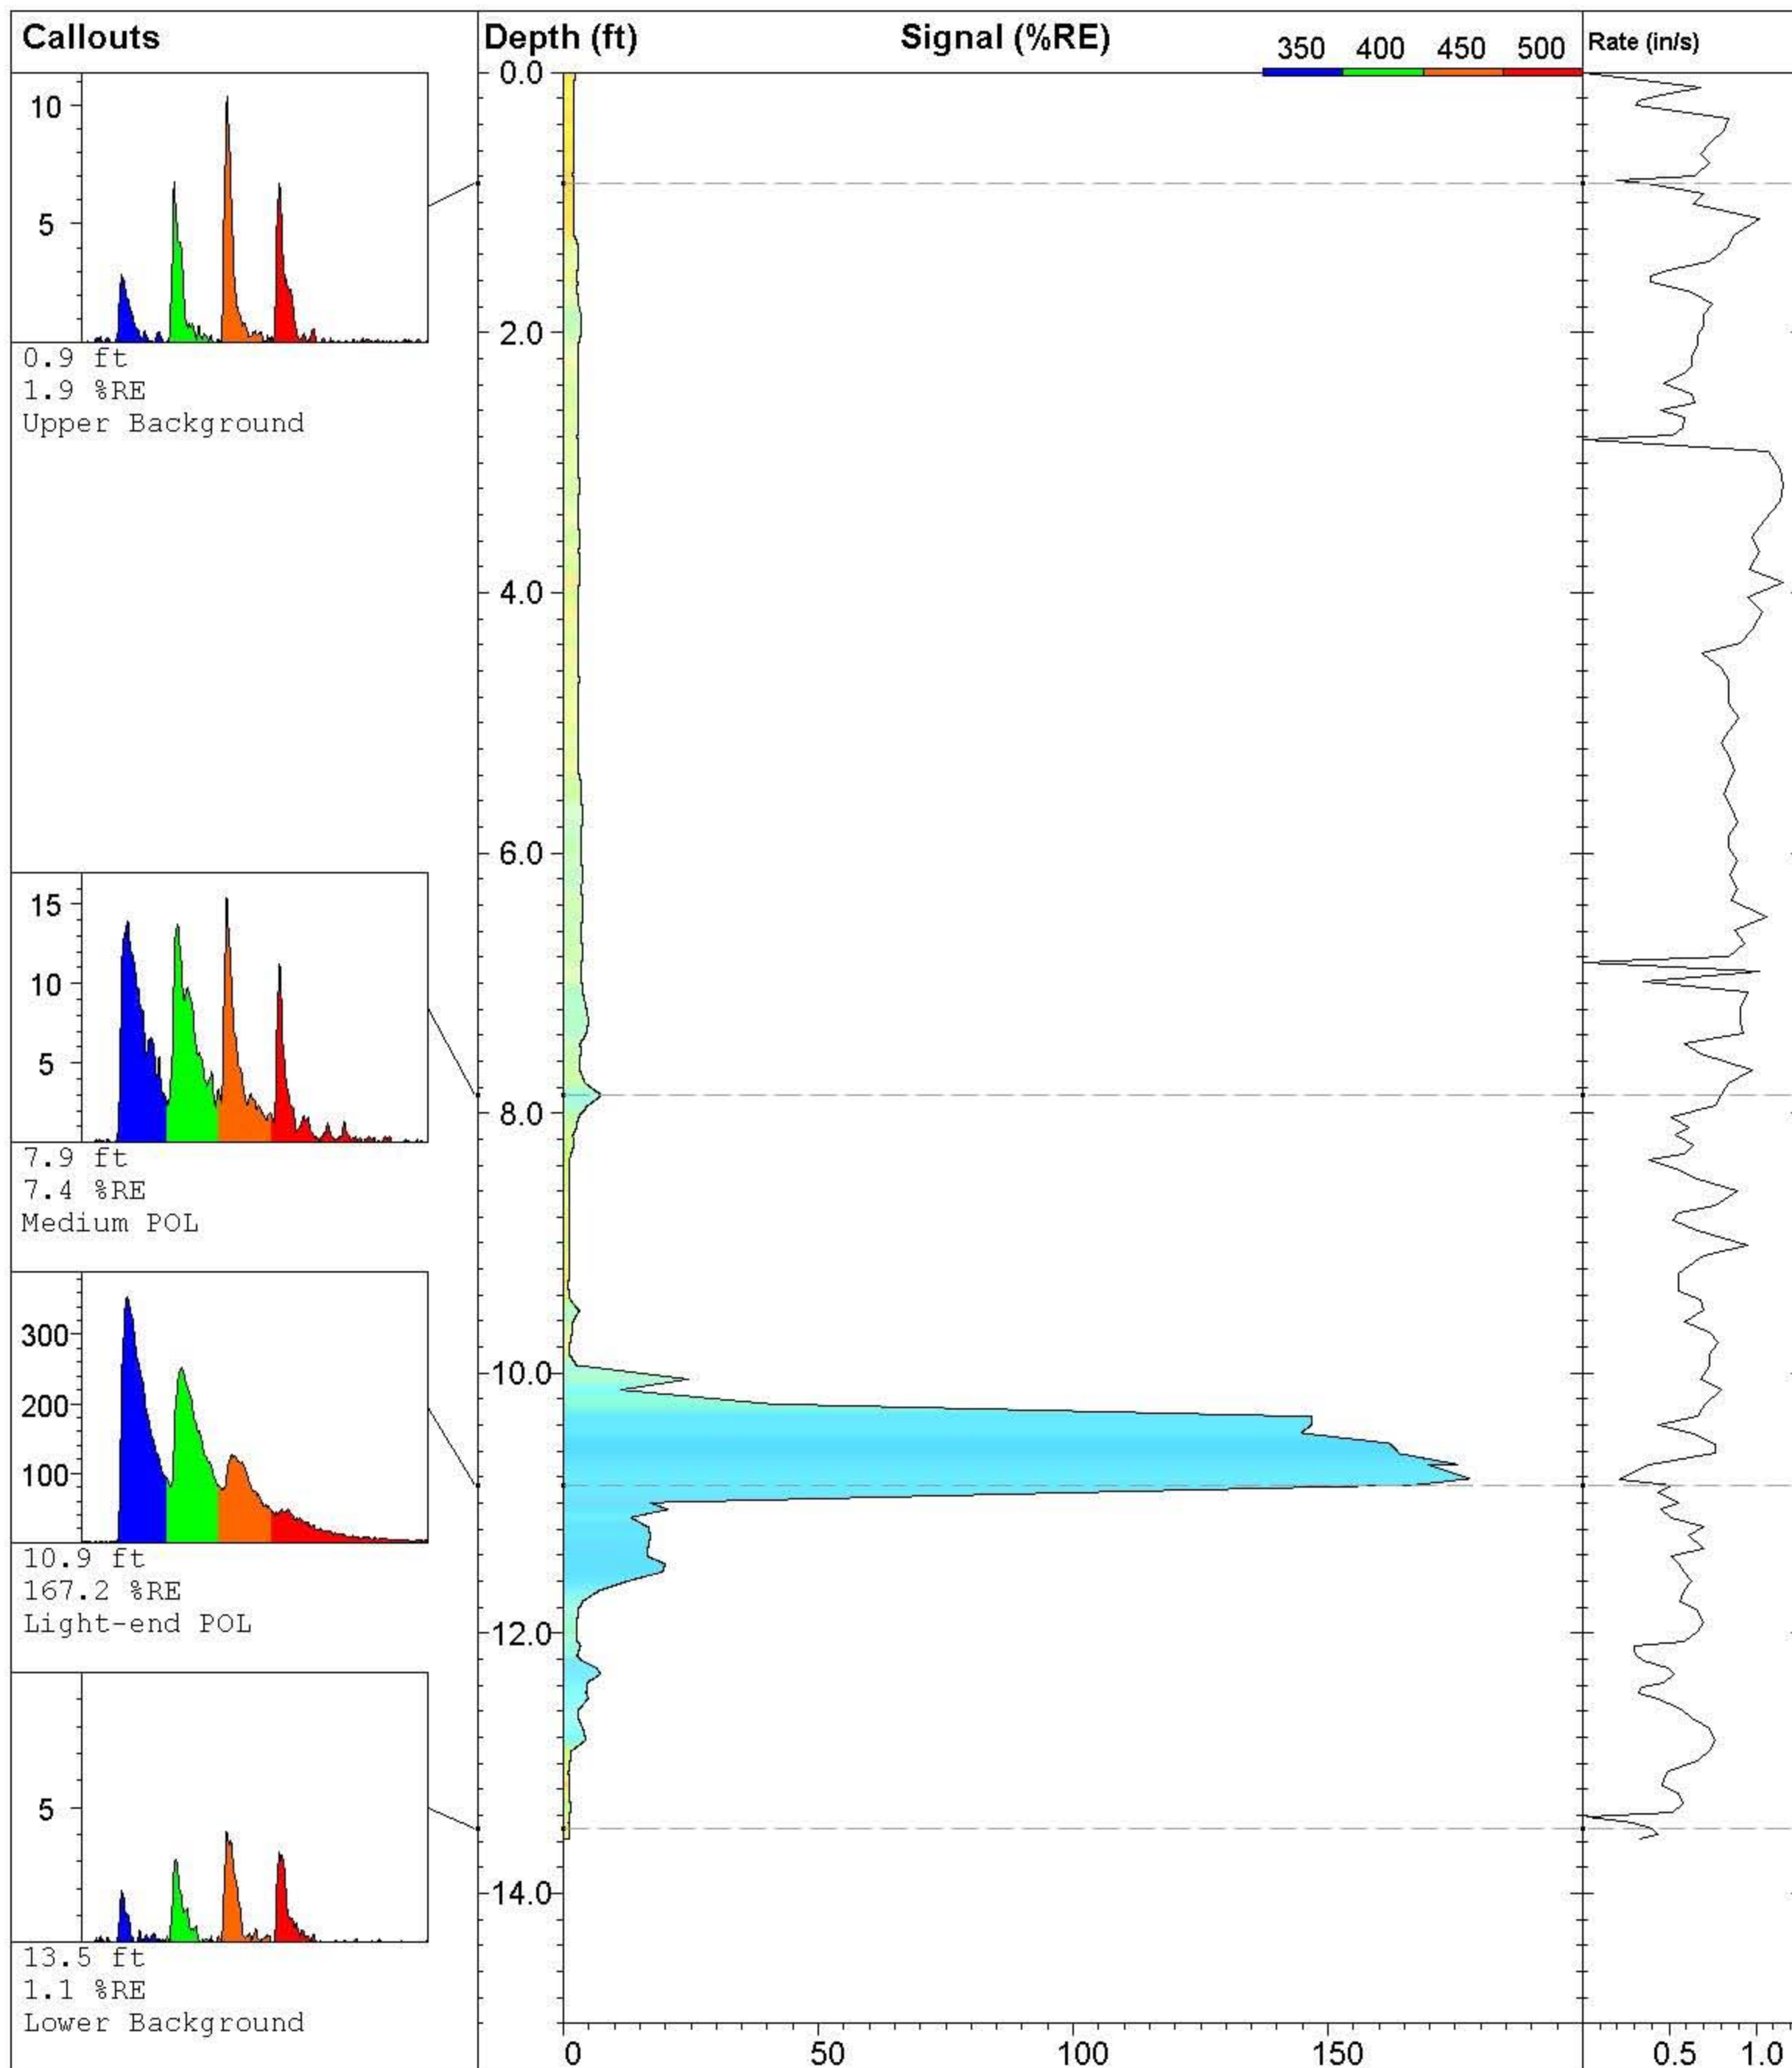 Callouts
Depth (ft)
Signal (%RE)
350 400 450 500
Rate (in/s)
10
5
0.9 ft
1.9 %RE
Upper Background
15
10
5
7.9 ft
7.4 %RE
Medium POL
300
200
100
10.9 ft
167.2 %RE
Light-end POL
5
13.5 ft
1.1 %RE
Lower Background
0.0
2.0
4.0
6.0
8.0
10.0
12.0
14.0
0 50 100 150
0.5 1.0